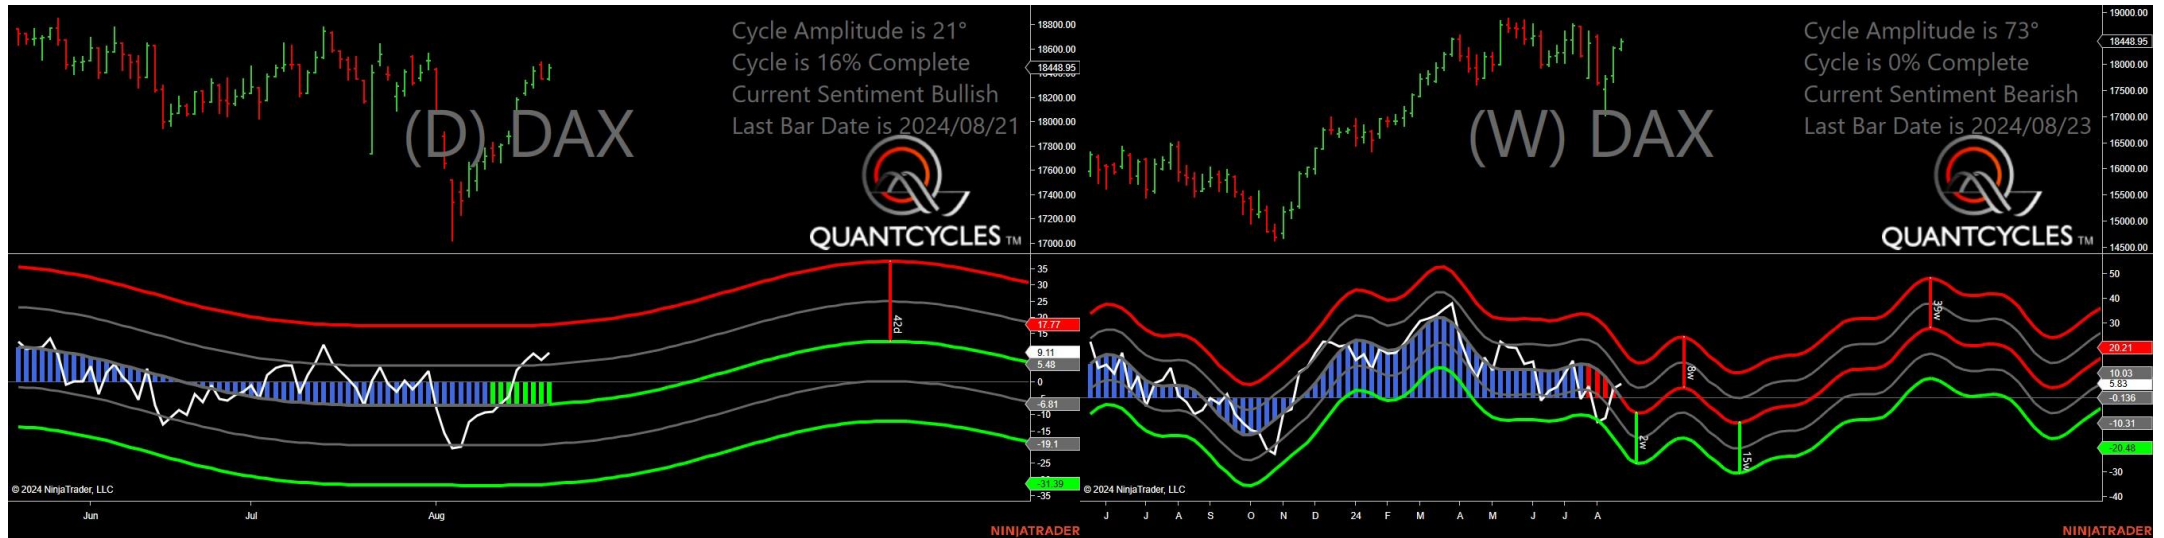 Cycle Amplitude is 21°
Cycle is 16% Complete
Current Sentiment Bullish
Last Bar Date is 2024/08/21
(D) DAX
QUANTCYCLES TM
18800.00
18600.00
18448.95
18200.00
18000.00
17800.00
17600.00
17400.00
17200.00
17000.00
35
30
25
17.77
15
9.11
5.48
0
-6.81
-10
-15
-19.1
-25
-31.39
-35
42d
© 2024 NinjaTrader, LLC
Jun Jul Aug
NINJATRADER
Cycle Amplitude is 73°
Cycle is 0% Complete
Current Sentiment Bearish
Last Bar Date is 2024/08/23
(W) DAX
QUANTCYCLES TM
19000.00
18448.95
18000.00
17500.00
17000.00
16500.00
16000.00
15500.00
15000.00
14500.00
50
40
30
20.21
10.03
5.83
-0.136
-10.31
-20.48
-30
-40
39w
8w
2w
15w
© 2024 NinjaTrader, LLC
J J A S O N D 24 F M A M J J A
NINJATRADER